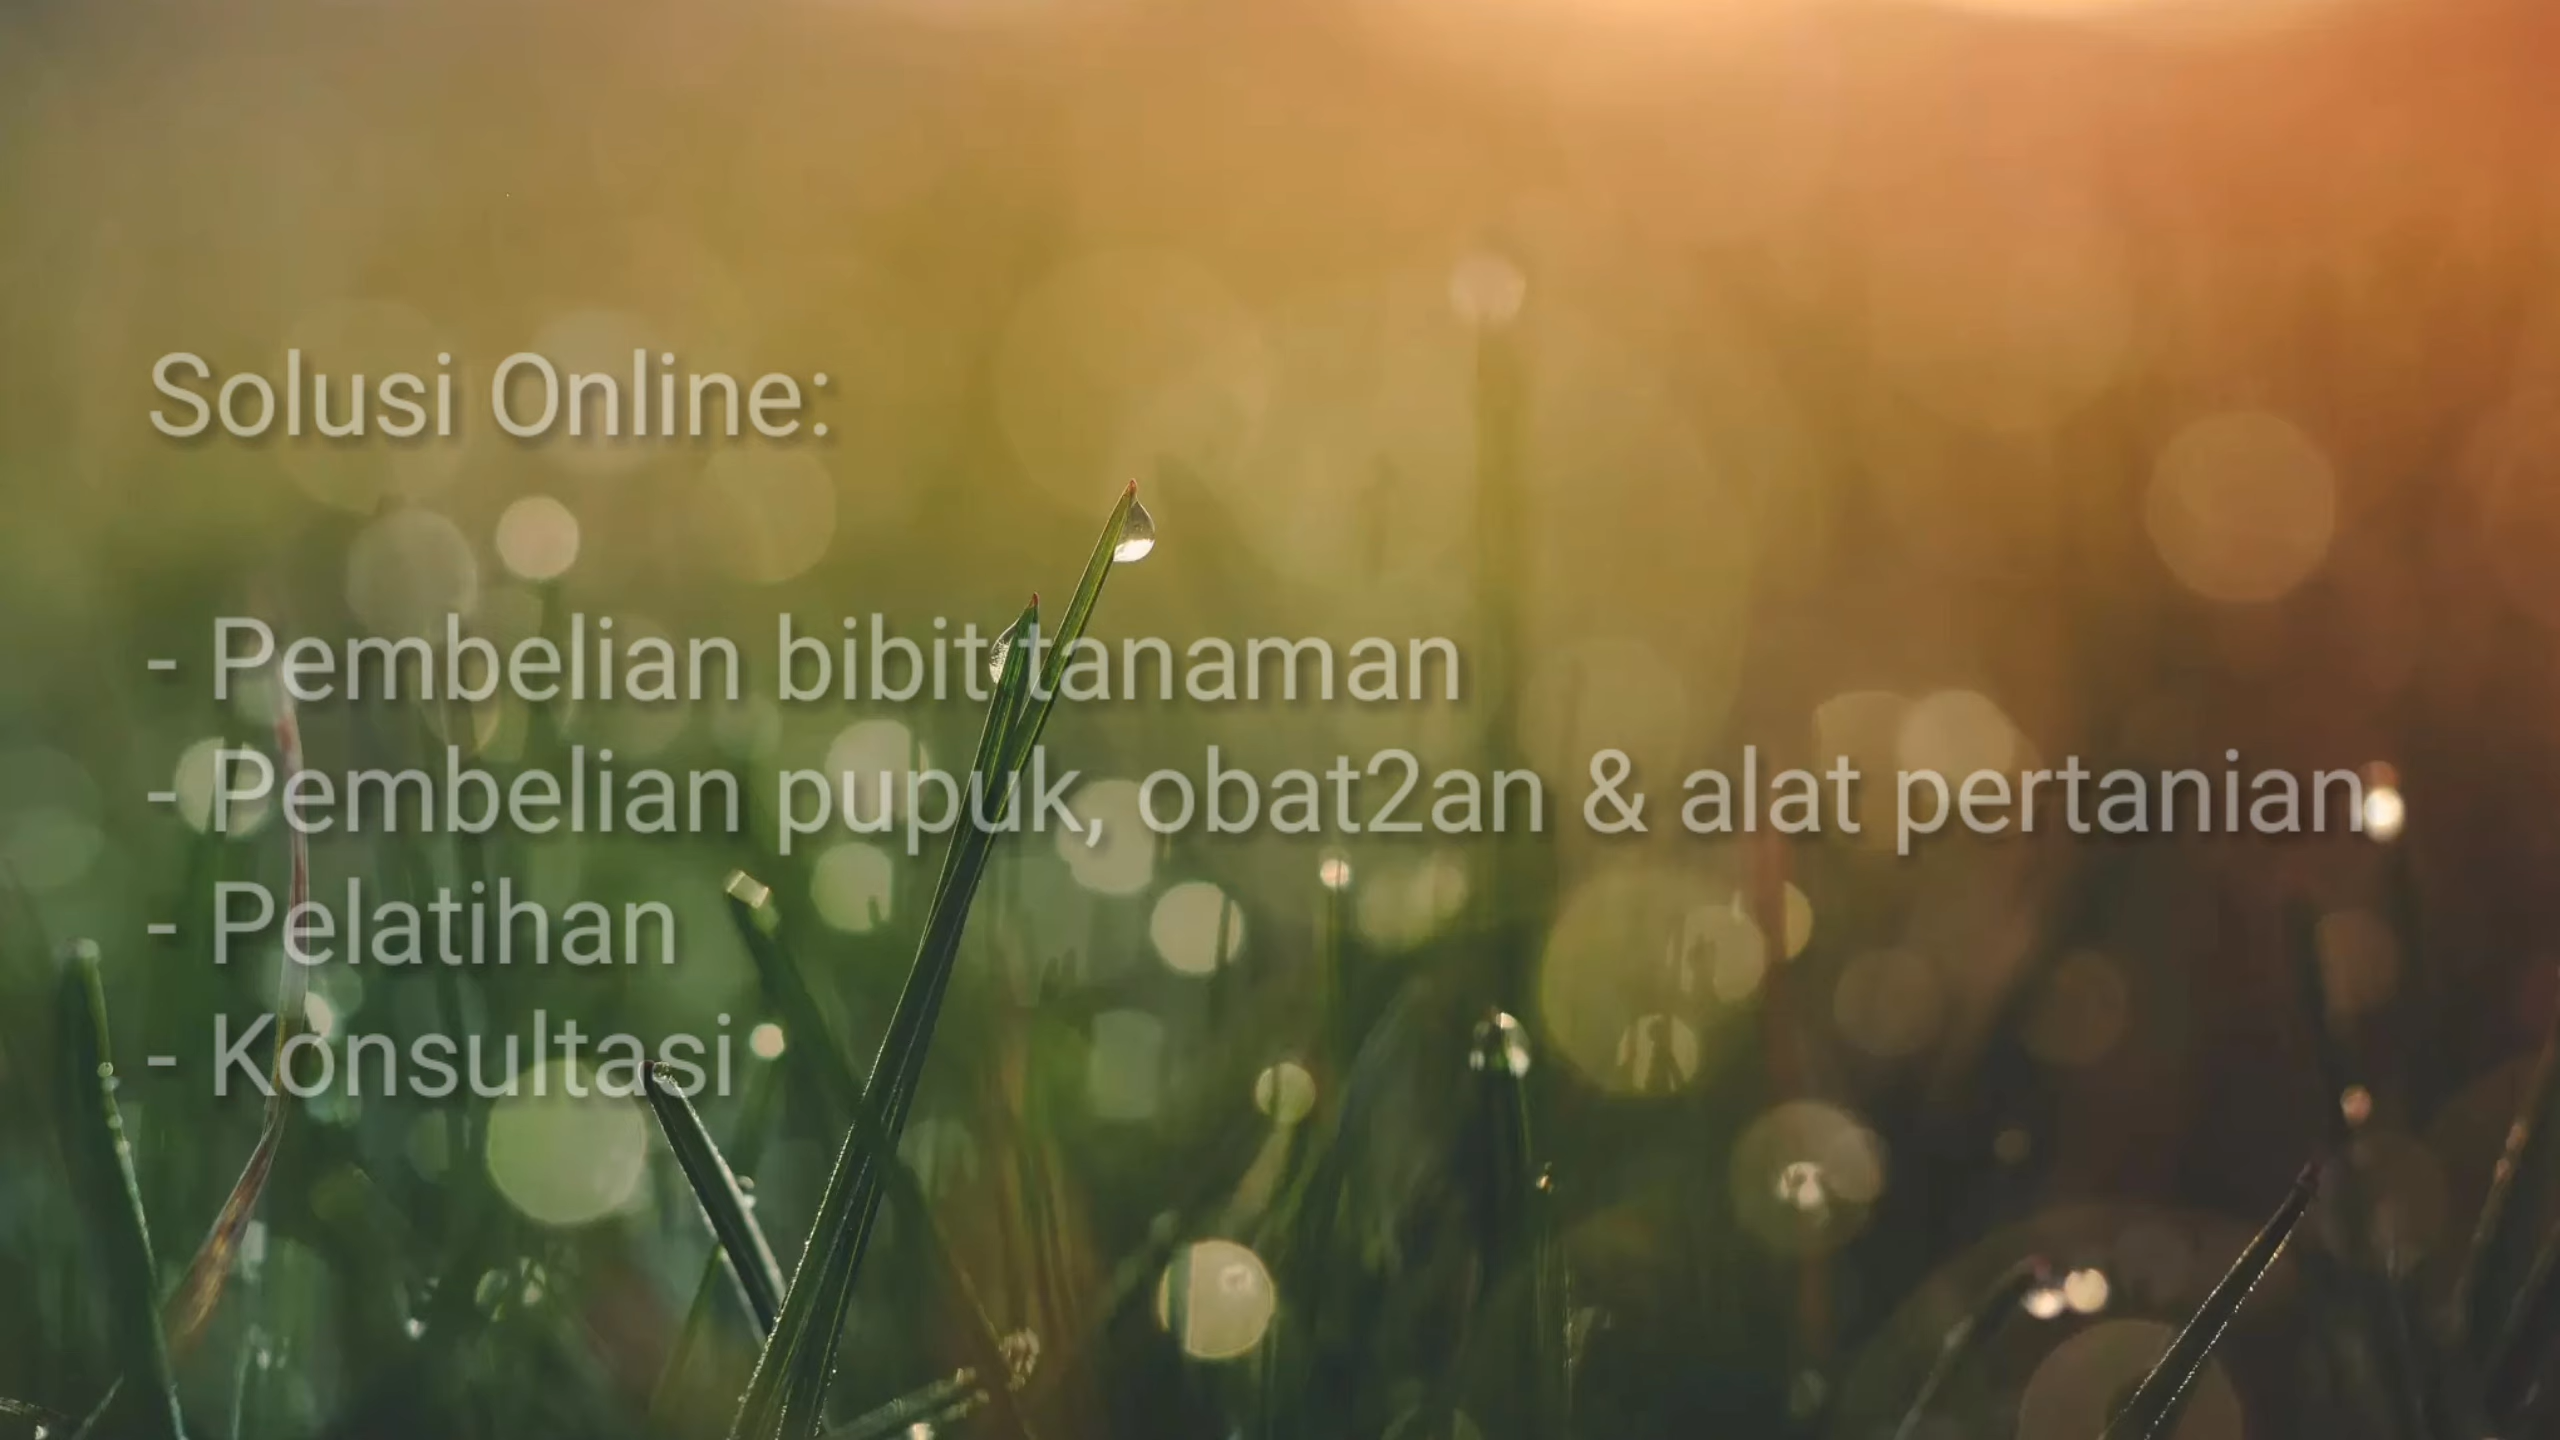 Solusi Online:
- Pembelian bibit tanaman
- Pembelian pupuk, obat2an & alat pertanian
- Pelatihan
- Konsultasi